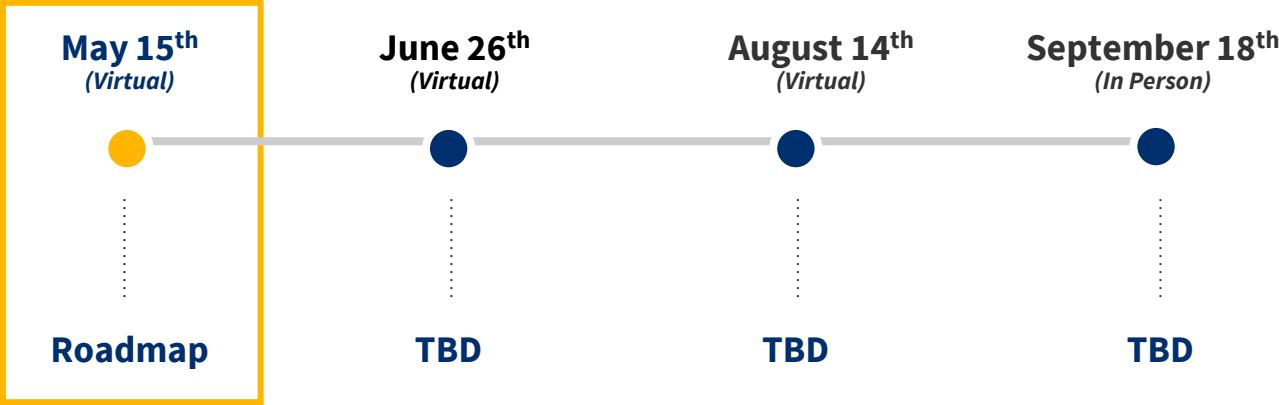 May 15th
(Virtual)
Roadmap
June 26th
(Virtual)
TBD
August 14th
(Virtual)
TBD
September 18th
(In Person)
TBD